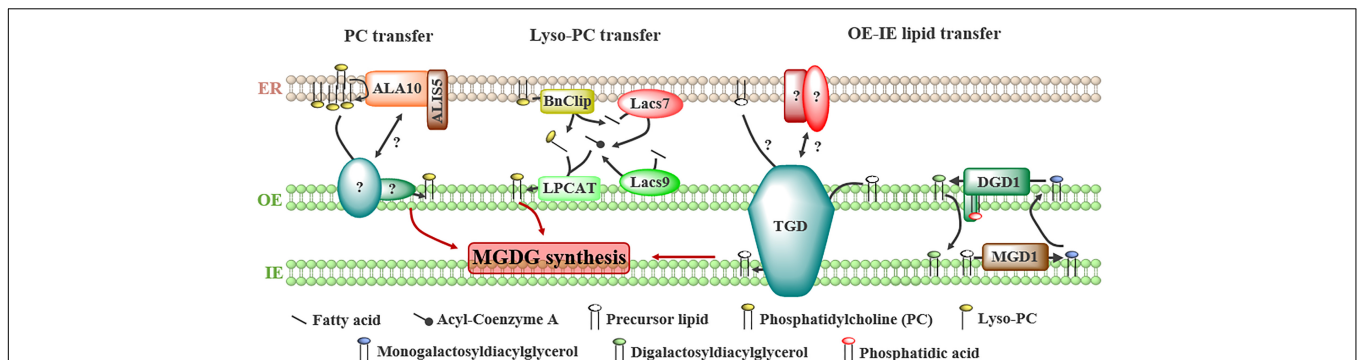 PC transfer
Lyso-PC transfer
OE-IE lipid transfer
ER
ALA10
ALIS5
BnClip
Lacs7
? ?
?
?
?
? ?
LPCAT
Lacs9
DGD1
OE
TGD
MGDG synthesis
MGD1
IE
Fatty acid
Acyl-Coenzyme A
Precursor lipid
Phosphatidylcholine (PC)
Lyso-PC
Monogalactosyldiacylglycerol
Digalactosyldiacylglycerol
Phosphatidic acid